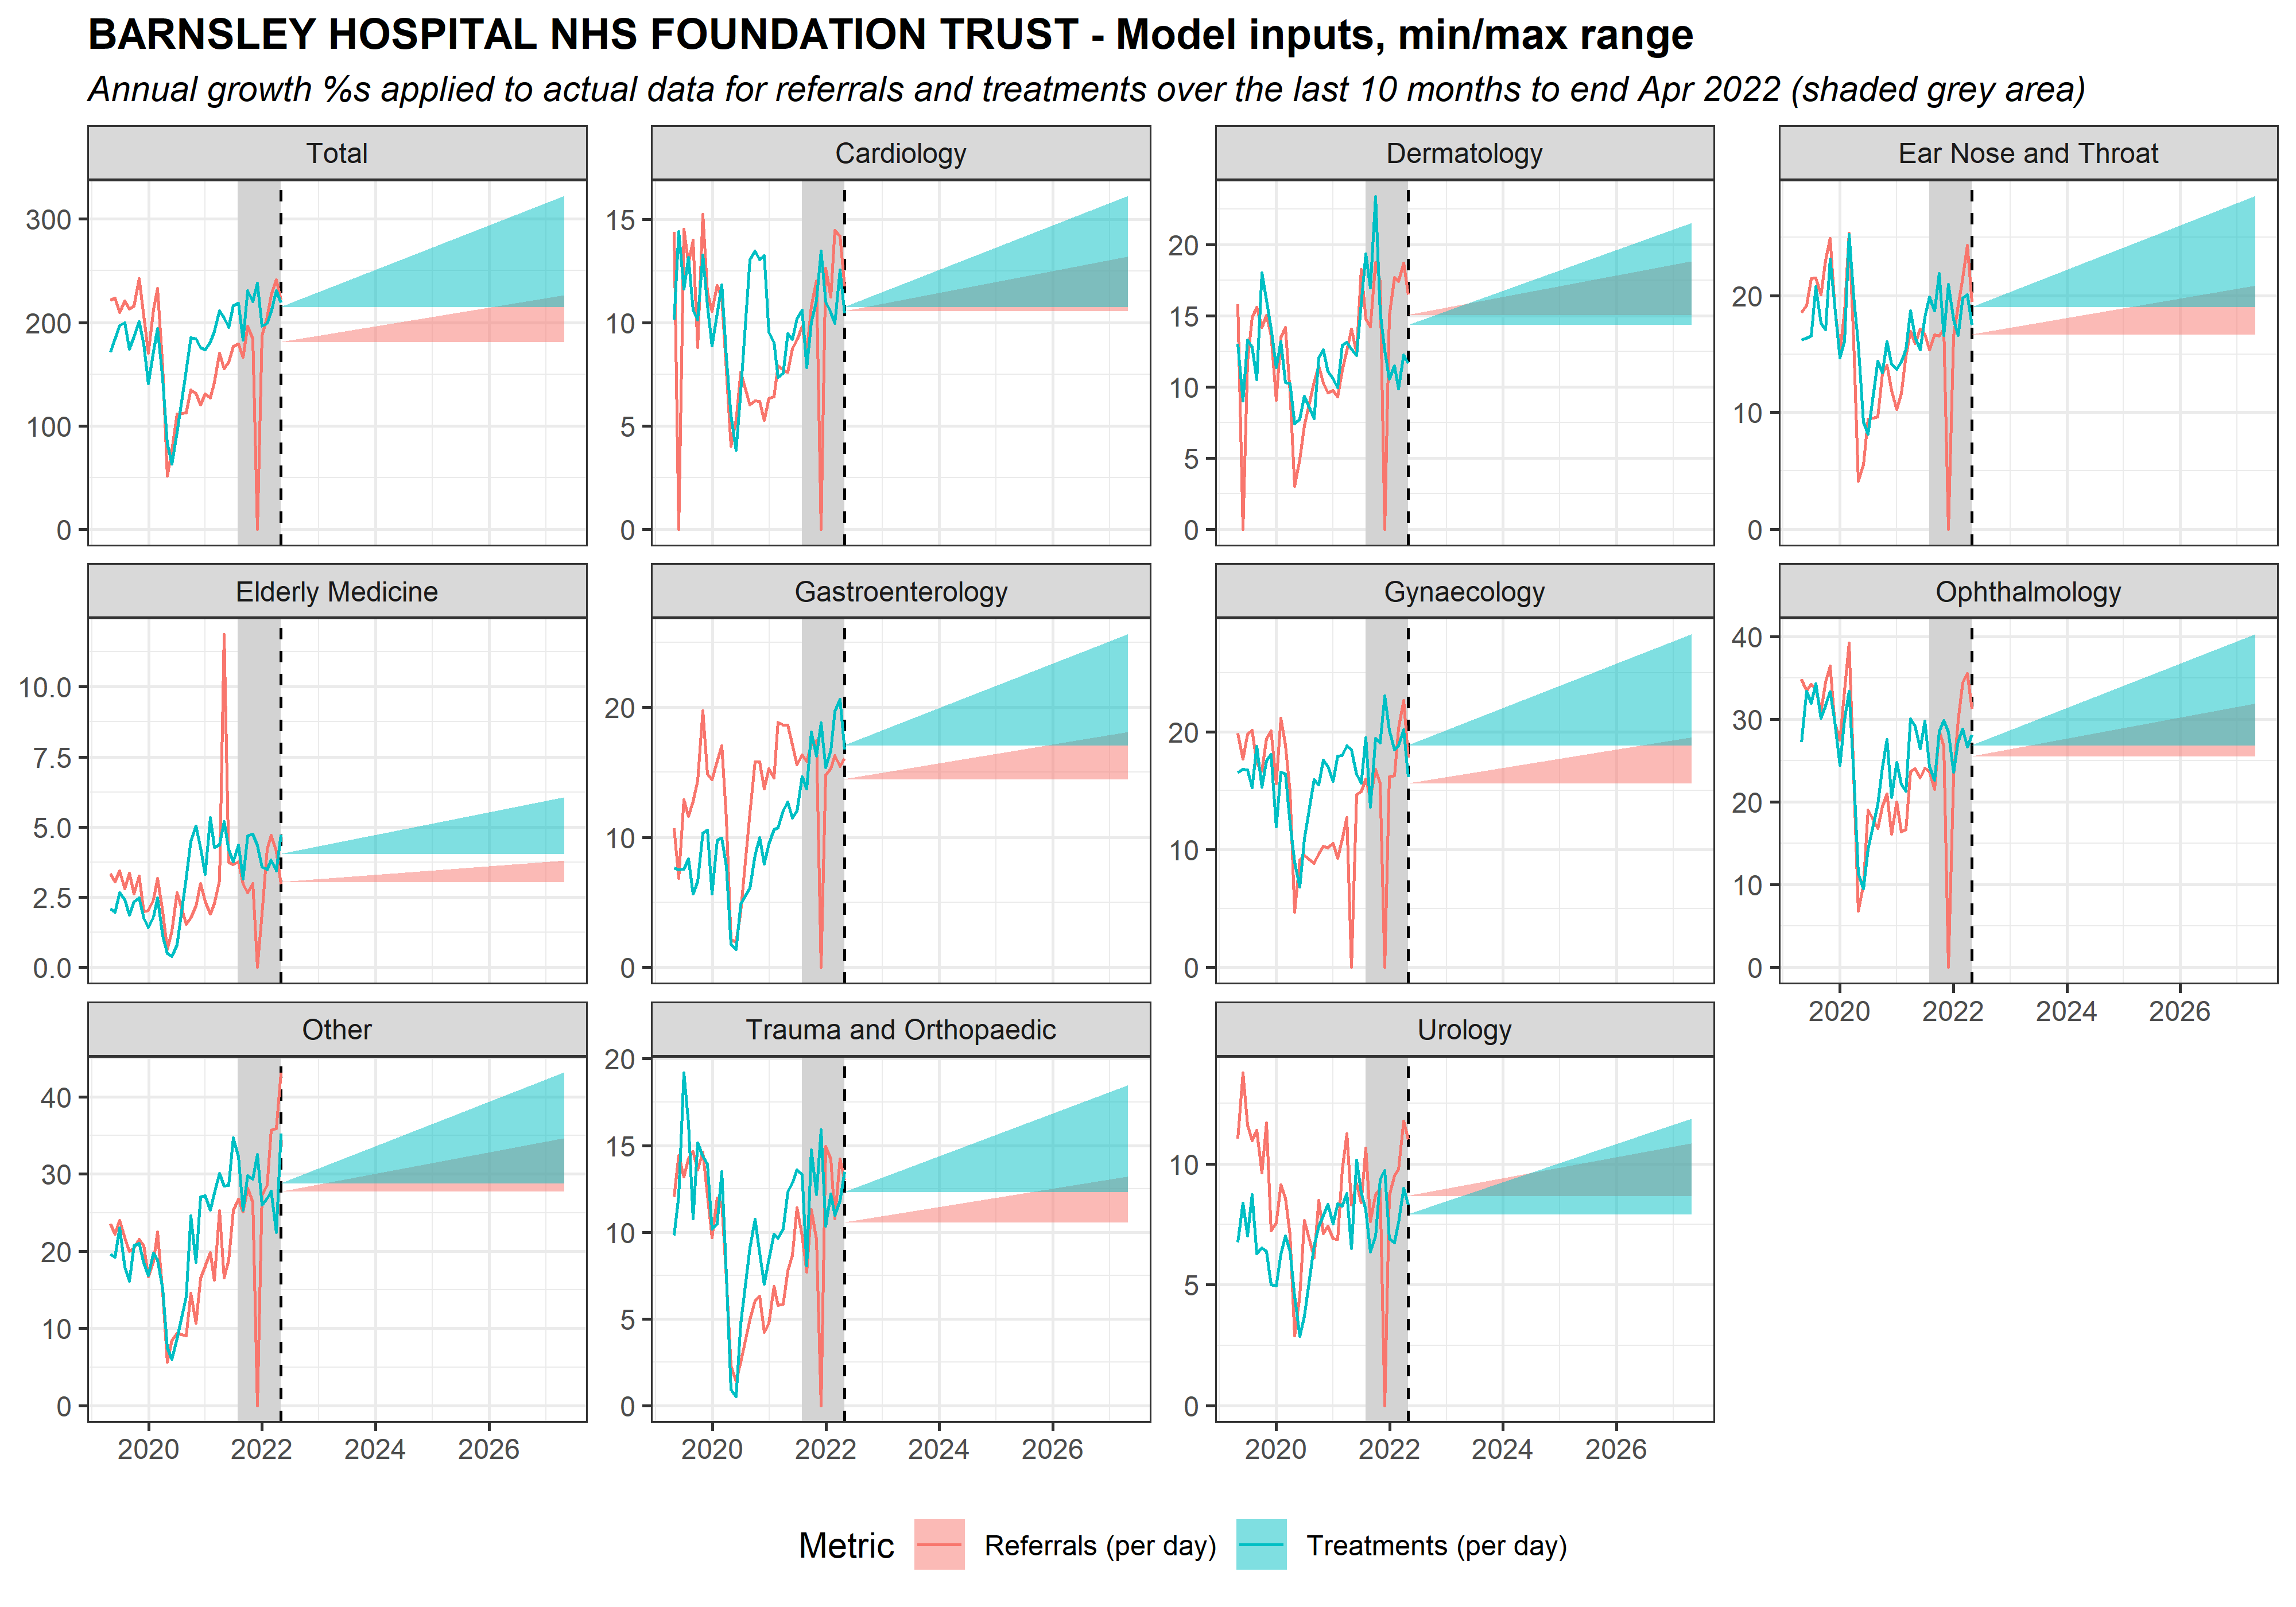 BARNSLEY HOSPITAL NHS FOUNDATION TRUST - Model inputs, min/max range
Annual growth %s applied to actual data for referrals and treatments over the last 10 months to end Apr 2022 (shaded grey area)
Total
Cardiology
Dermatology
Ear Nose and Throat
300
200
100
0
15
10
5
0
20
15
10
5
0
20
10
0
Elderly Medicine
Gastroenterology
Gynaecology
Ophthalmology
10.0
7.5
5.0
2.5
0.0
20
10
0
20
10
0
40
30
20
10
0
2020 2022 2024 2026
Other
Trauma and Orthopaedic
Urology
40
30
20
10
0
20
15
10
5
0
10
5
0
2020 2022 2024 2026
2020 2022 2024 2026
2020 2022 2024 2026
Metric Referrals (per day) Treatments (per day)